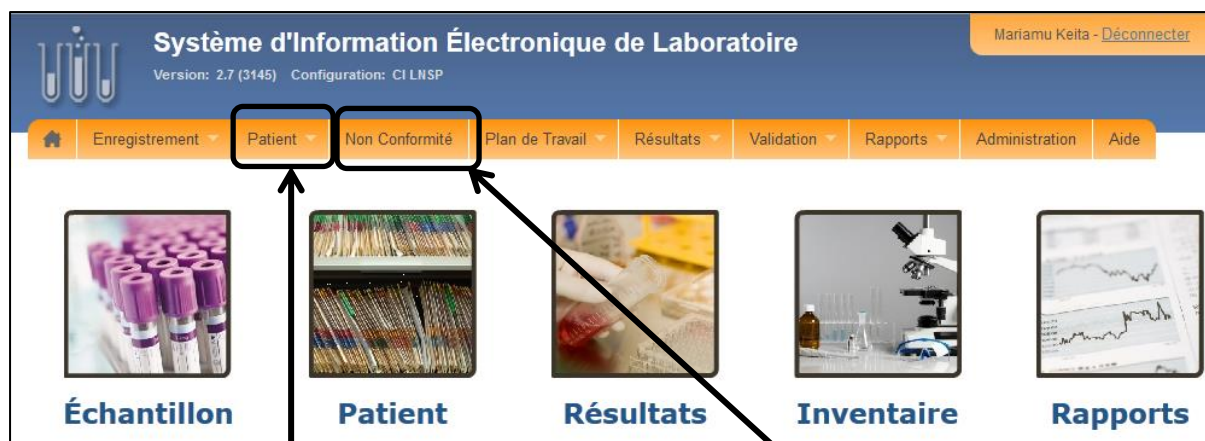 Système d'Information Électronique de Laboratoire
Mariamu Keita - Déconnecter
Version: 2.7 (3145) Configuration: CI LNSP
Enregistrement Patient Non Conformité Plan de Travail Résultats Validation Rapports Administration Aide
Échantillon Patient Résultats Inventaire Rapports